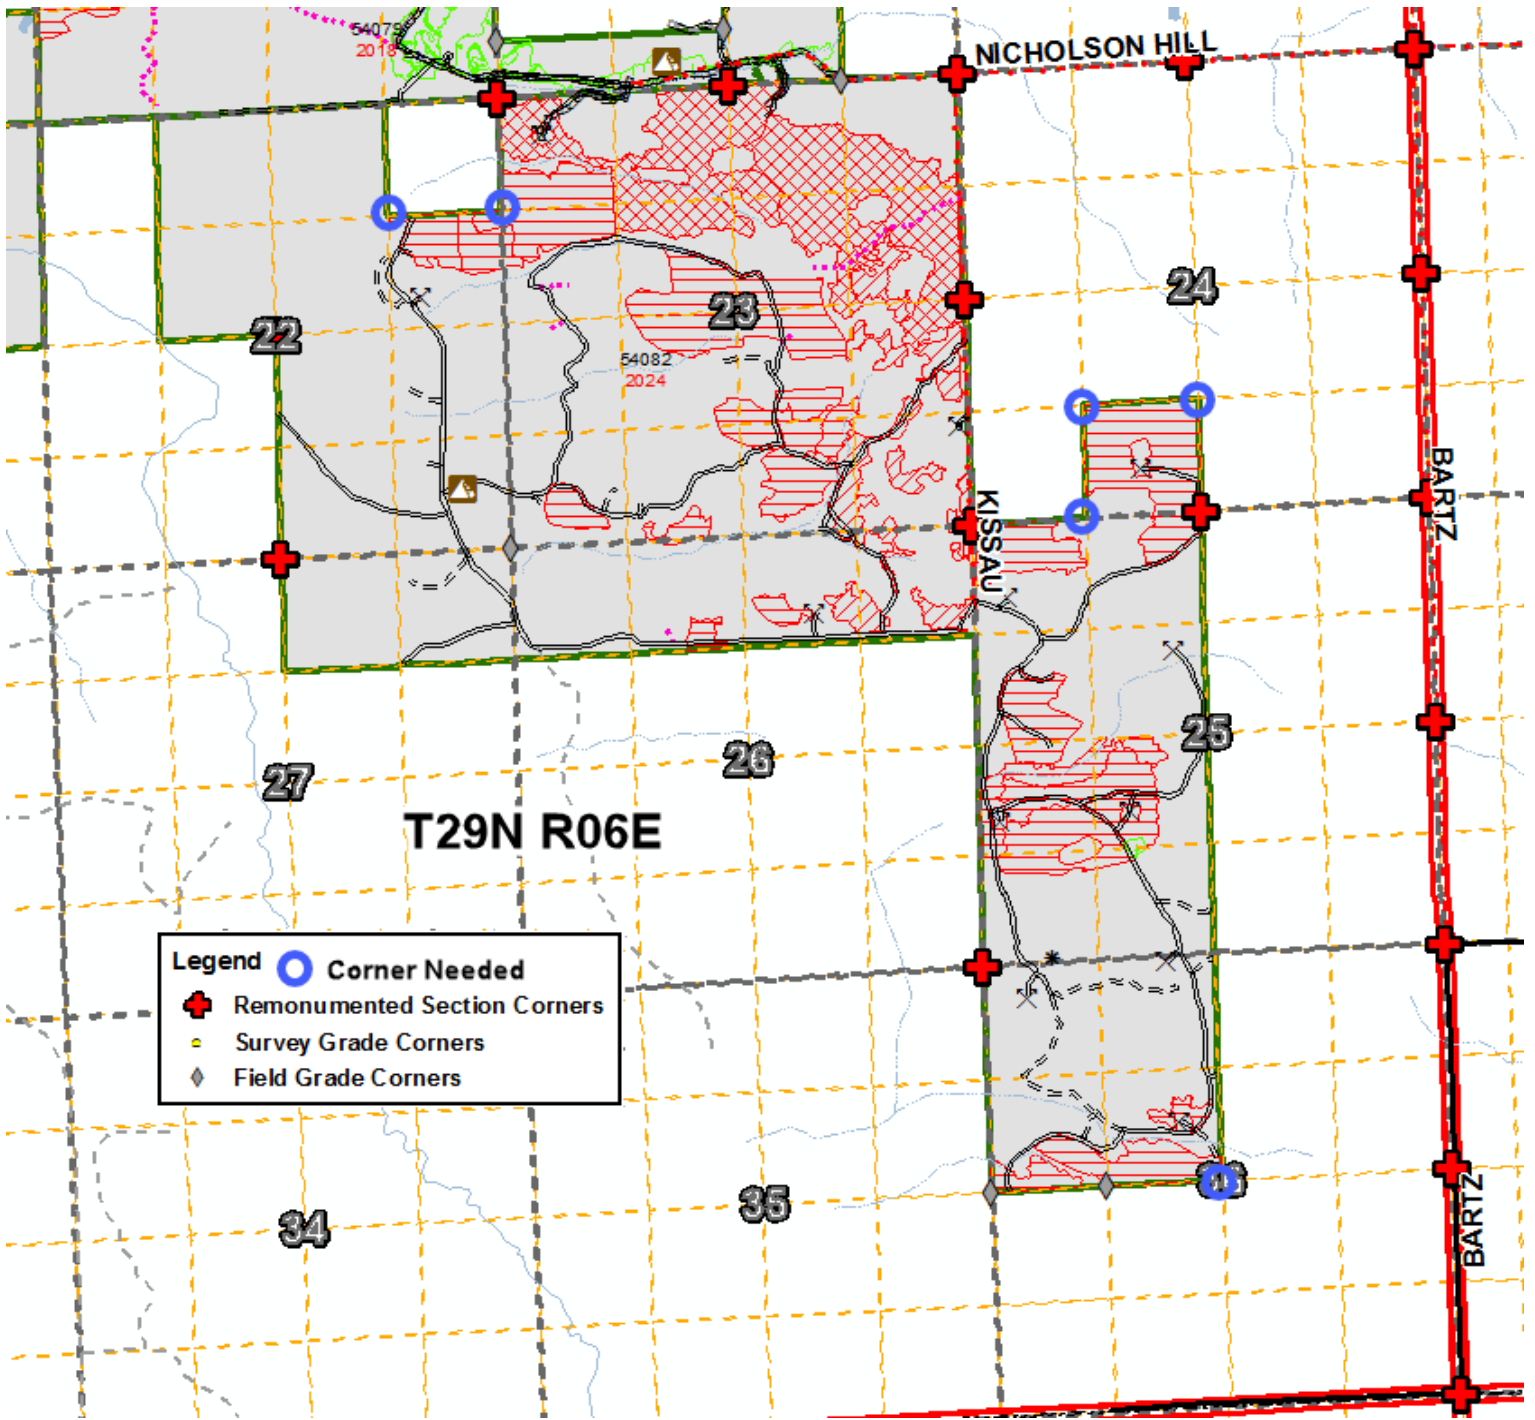 54079
2018
NICHOLSON HILL
24
22
23
54082
2024
BARTZ
KISSAU
25
26
27
T29N R06E
Legend
Corner Needed
Remonumented Section Corners
Survey Grade Corners
Field Grade Corners
35
34
BARTZ